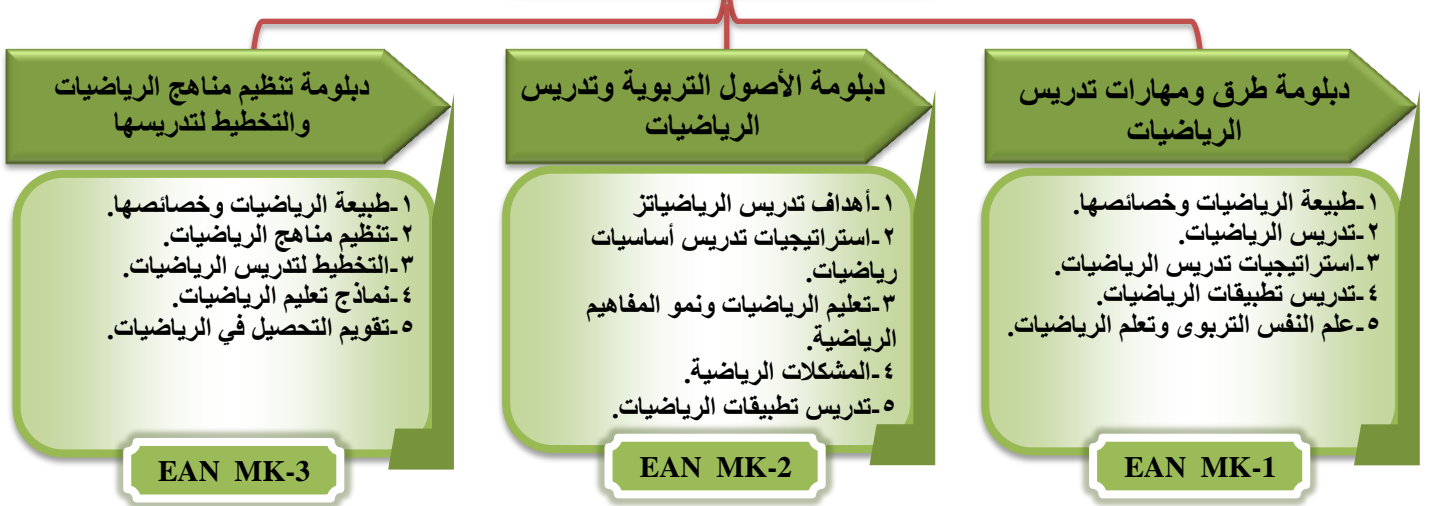 دبلومة طرق ومهارات تدريس
الرياضيات
١-طبيعة الرياضيات وخصائصها.
٢-تدريس الرياضيات.
٣-استراتيجيات تدريس الرياضيات.
٤-تدريس تطبيقات الرياضيات.
٥-علم النفس التربوى وتعلم الرياضيات.
EAN MK-1
دبلومة الأصول التربوية وتدريس
الرياضيات
١-أهداف تدريس الرياضياتز
٢-استراتيجيات تدريس أساسيات
رياضيات.
٣-تعليم الرياضيات ونمو المفاهيم
الرياضية.
٤-المشكلات الرياضية.
٥-تدريس تطبيقات الرياضيات.
EAN MK-2
دبلومة تنظيم مناهج الرياضيات
والتخطيط لتدريسها
١-طبيعة الرياضيات وخصائصها.
٢-تنظيم مناهج الرياضيات.
٣-التخطيط لتدريس الرياضيات.
٤-نماذج تعليم الرياضيات.
٥-تقويم التحصيل في الرياضيات.
EAN MK-3